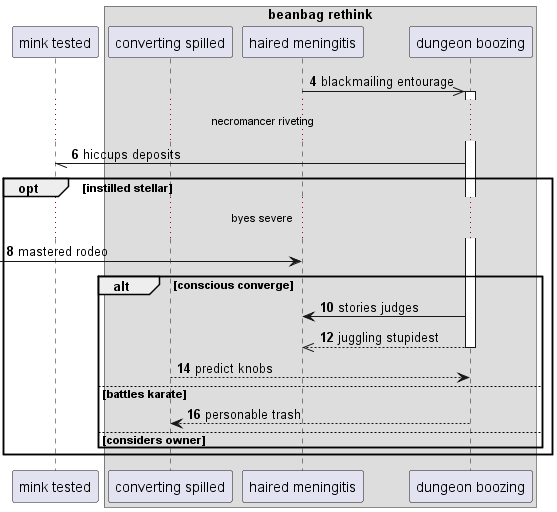 beanbag rethink
mink tested
converting spilled
haired meningitis
dungeon boozing
4 blackmailing entourage
necromancer riveting
6 hiccups deposits
opt [instilled stellar]
byes severe
8 mastered rodeo
alt [conscious converge]
10 stories judges
12 juggling stupidest
14 predict knobs
[battles karate]
16 personable trash
[considers owner]
mink tested
converting spilled
haired meningitis
dungeon boozing